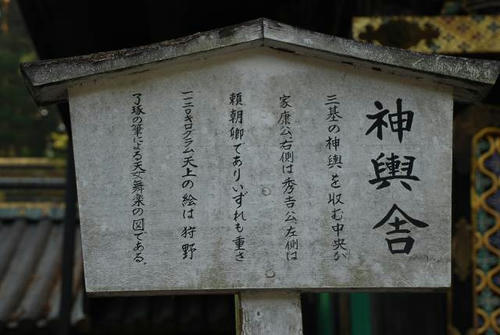 神輿舎
三基の神輿を収む中央が
家康公右側は秀吉公左側は
頼朝卿でありいずれも重さ
一一二〇キログラム天上の絵は狩野
了琢の筆による天女舞楽の図である。